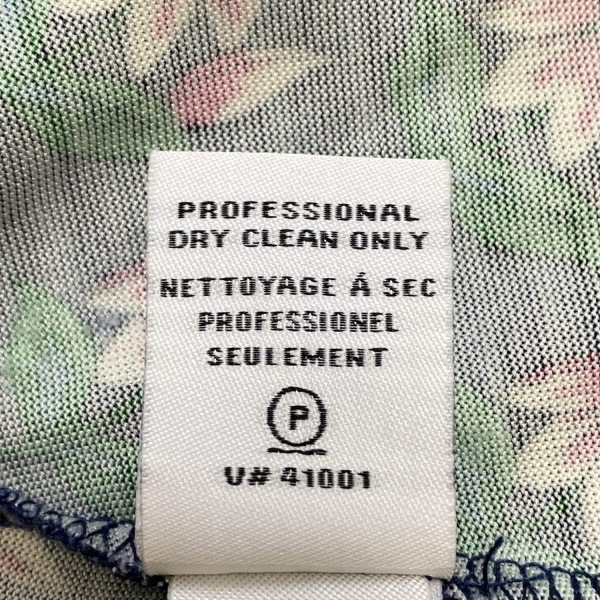 PROFESSIONAL
DRY CLEAN ONLY
NETTOYAGE Á SEC
PROFESSIONEL
SEULEMENT
P
V# 41001